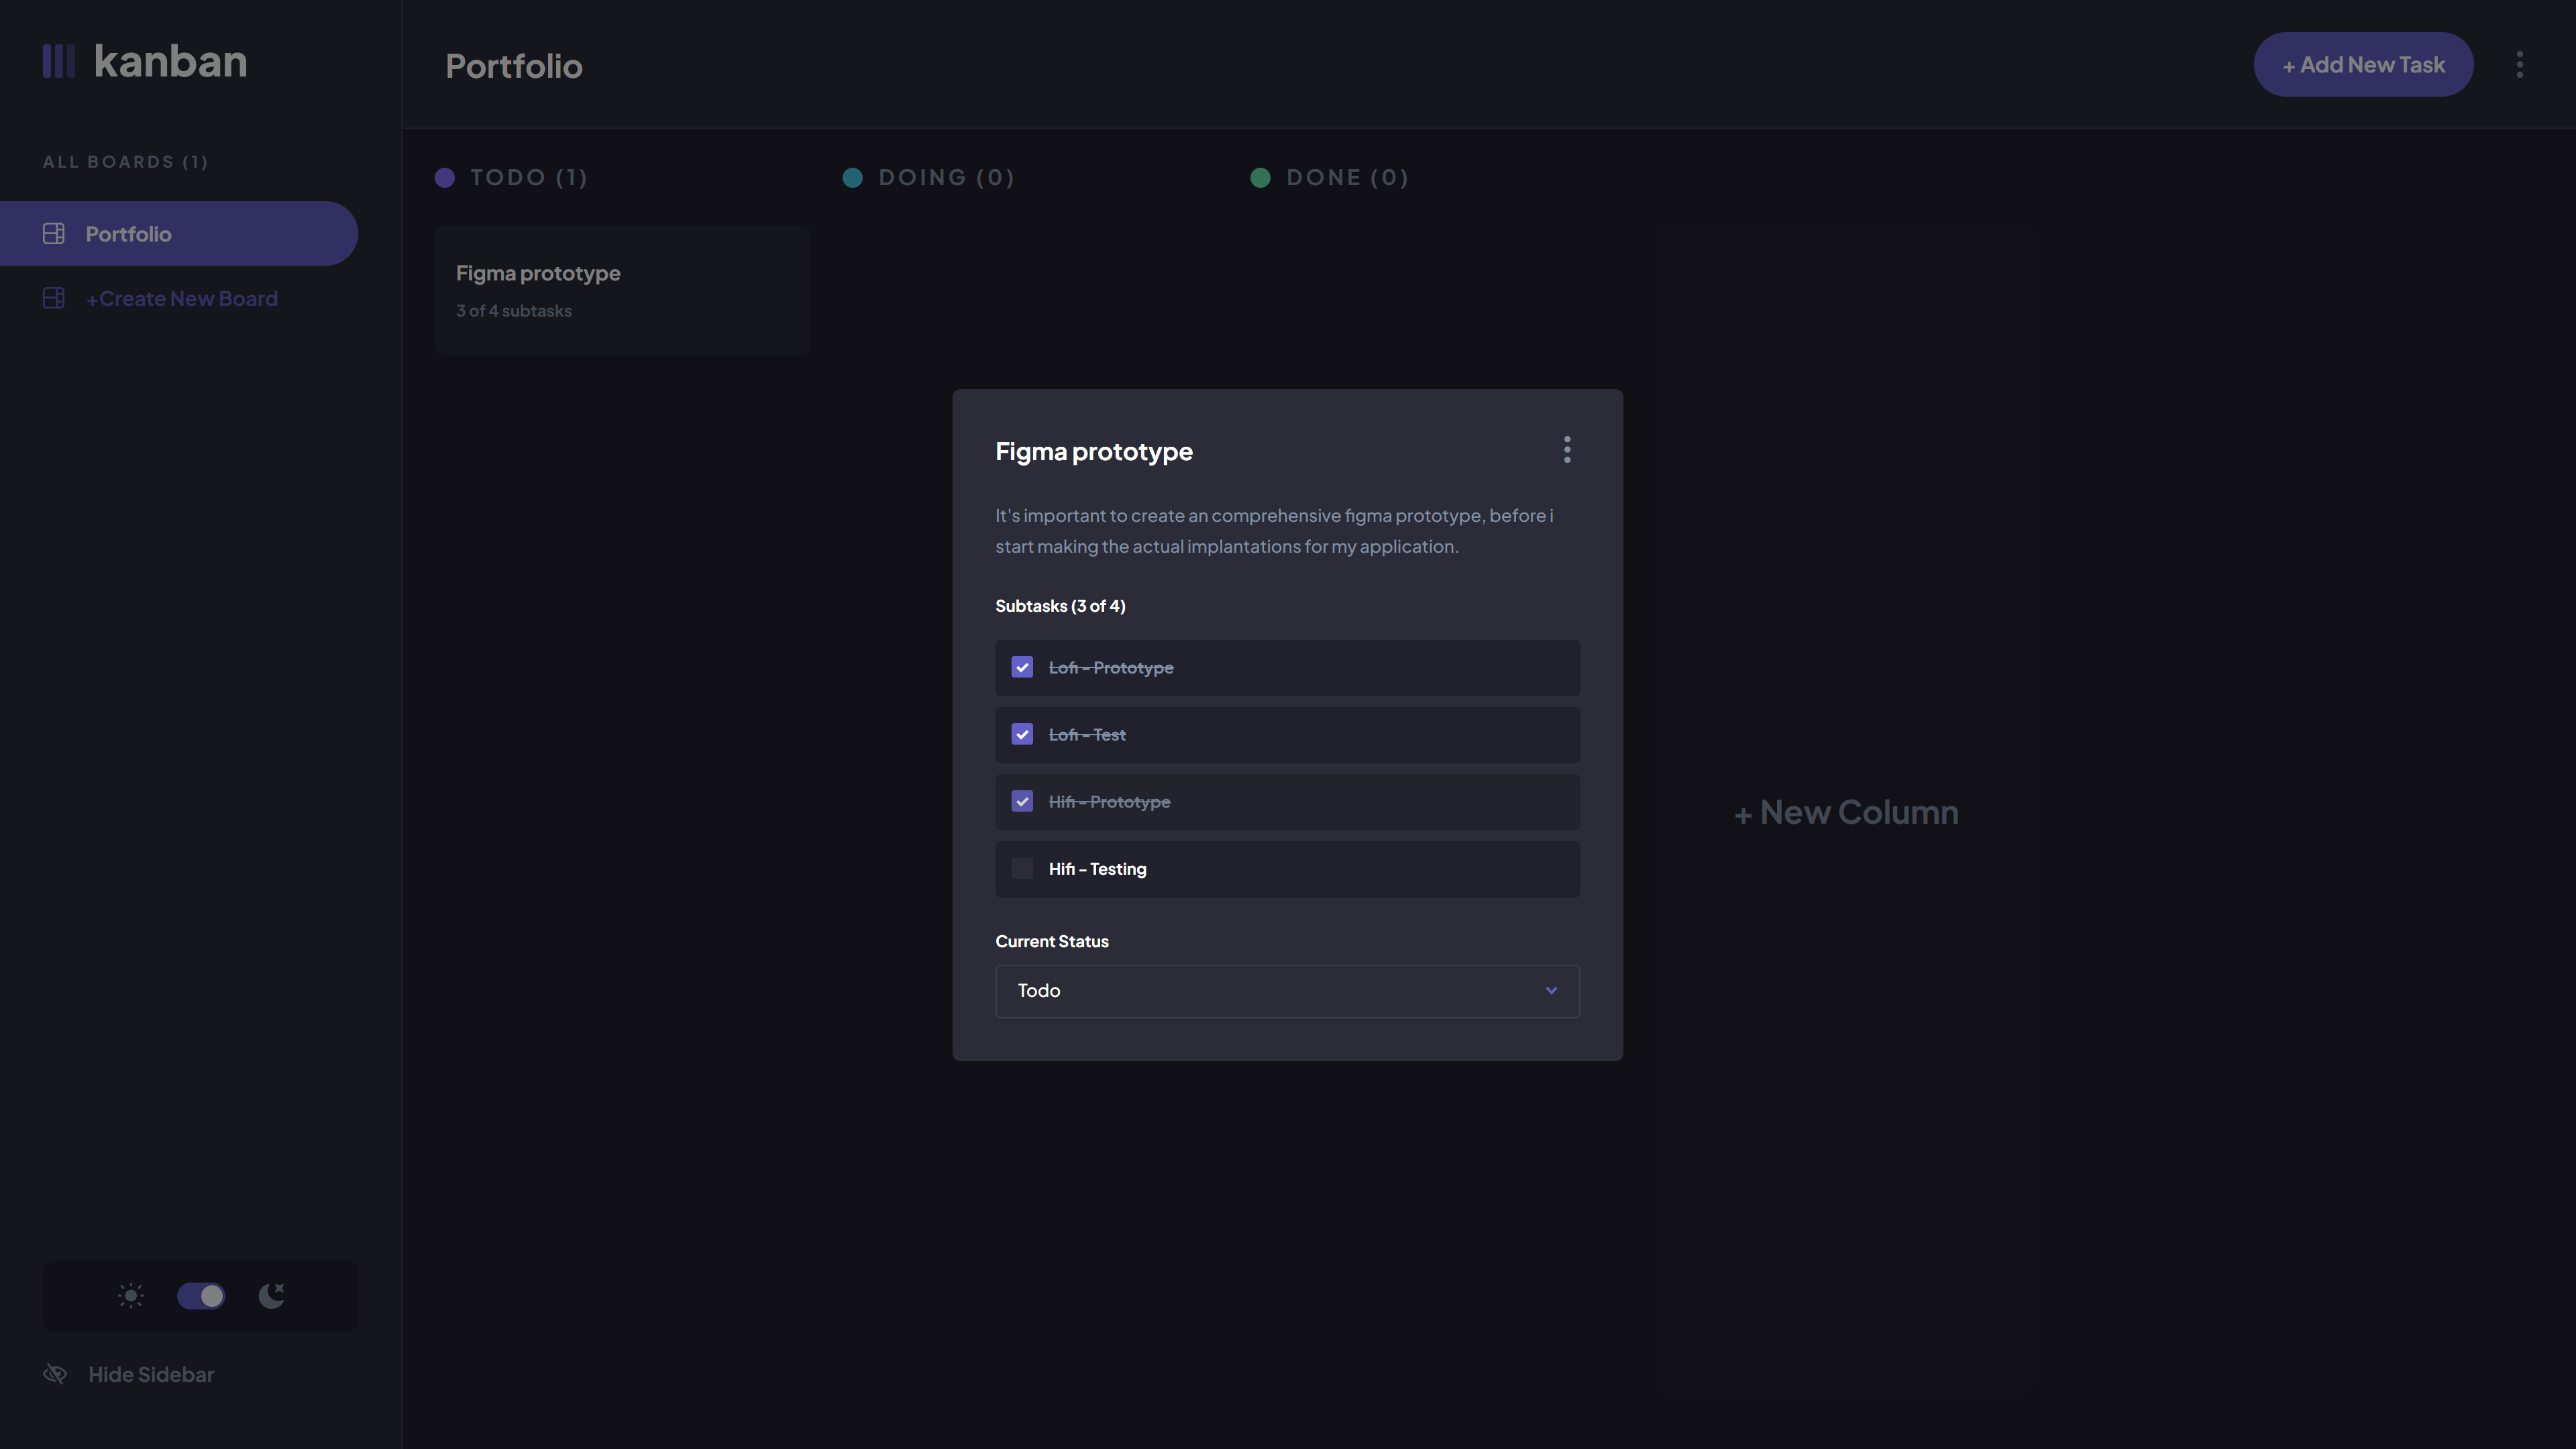 kanban
ALL BOARDS (1)
Portfolio
+Create New Board
Hide Sidebar
Portfolio
+ Add New Task
TODO (1)
DOING (0)
DONE (0)
Figma prototype
3 of 4 subtasks
+ New Column
Figma prototype
It's important to create an comprehensive figma prototype, before i
start making the actual implantations for my application.
Subtasks (3 of 4)
Lofi - Prototype
Lofi - Test
Hifi - Prototype
Hifi - Testing
Current Status
Todo